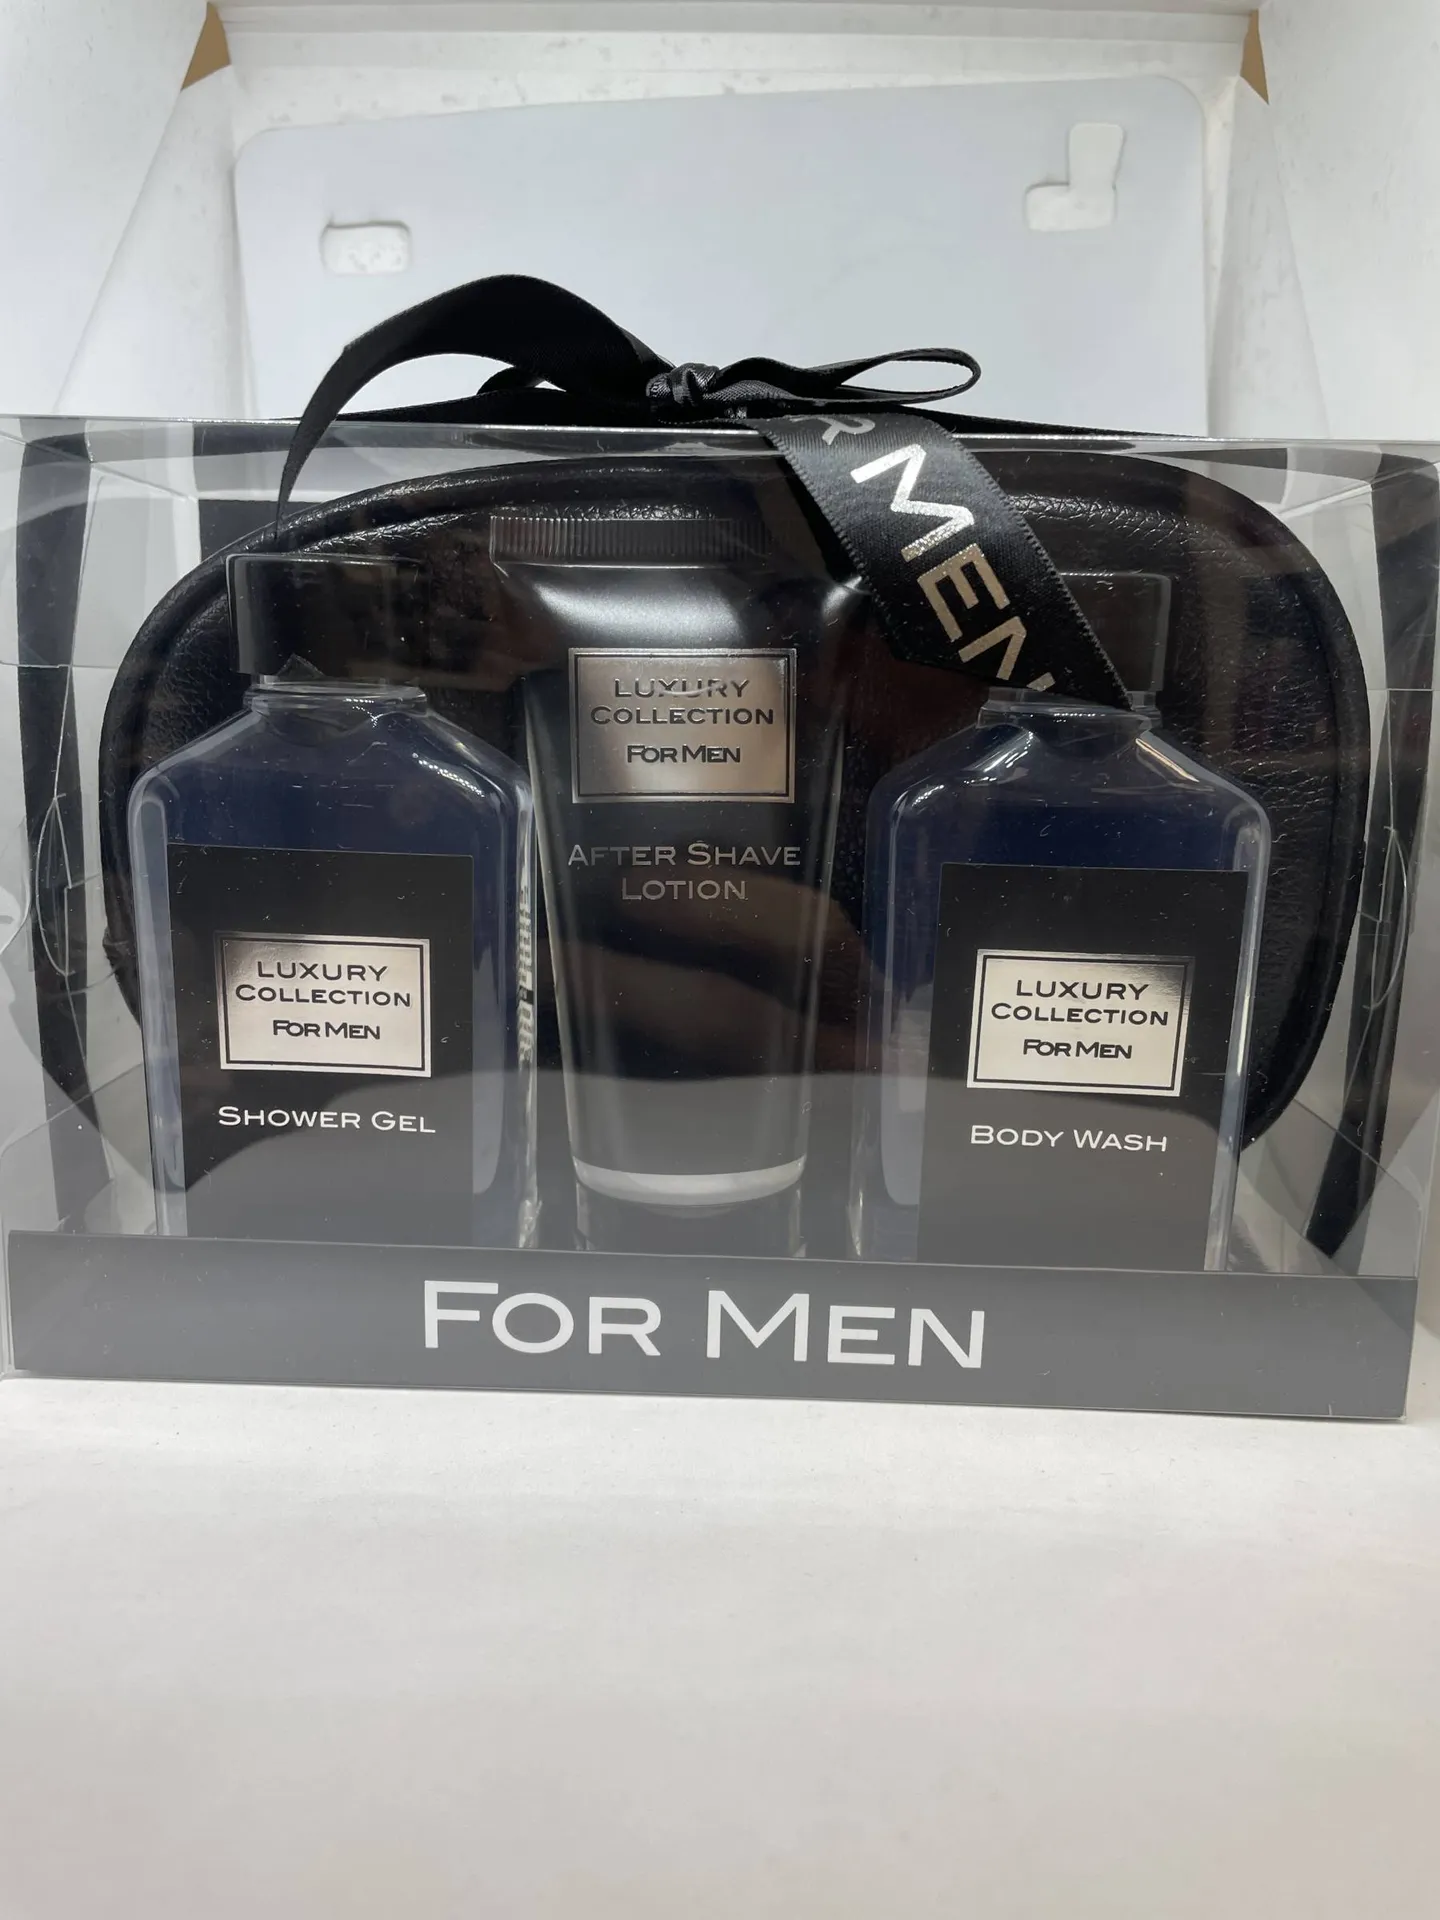 R MEN
LUXURY
COLLECTION
FOR MEN
AFTER SHAVE
LOTION
LUXURY
COLLECTION
FOR MEN
SHOWER GEL
LUXURY
COLLECTION
FOR MEN
BODY WASH
FOR MEN